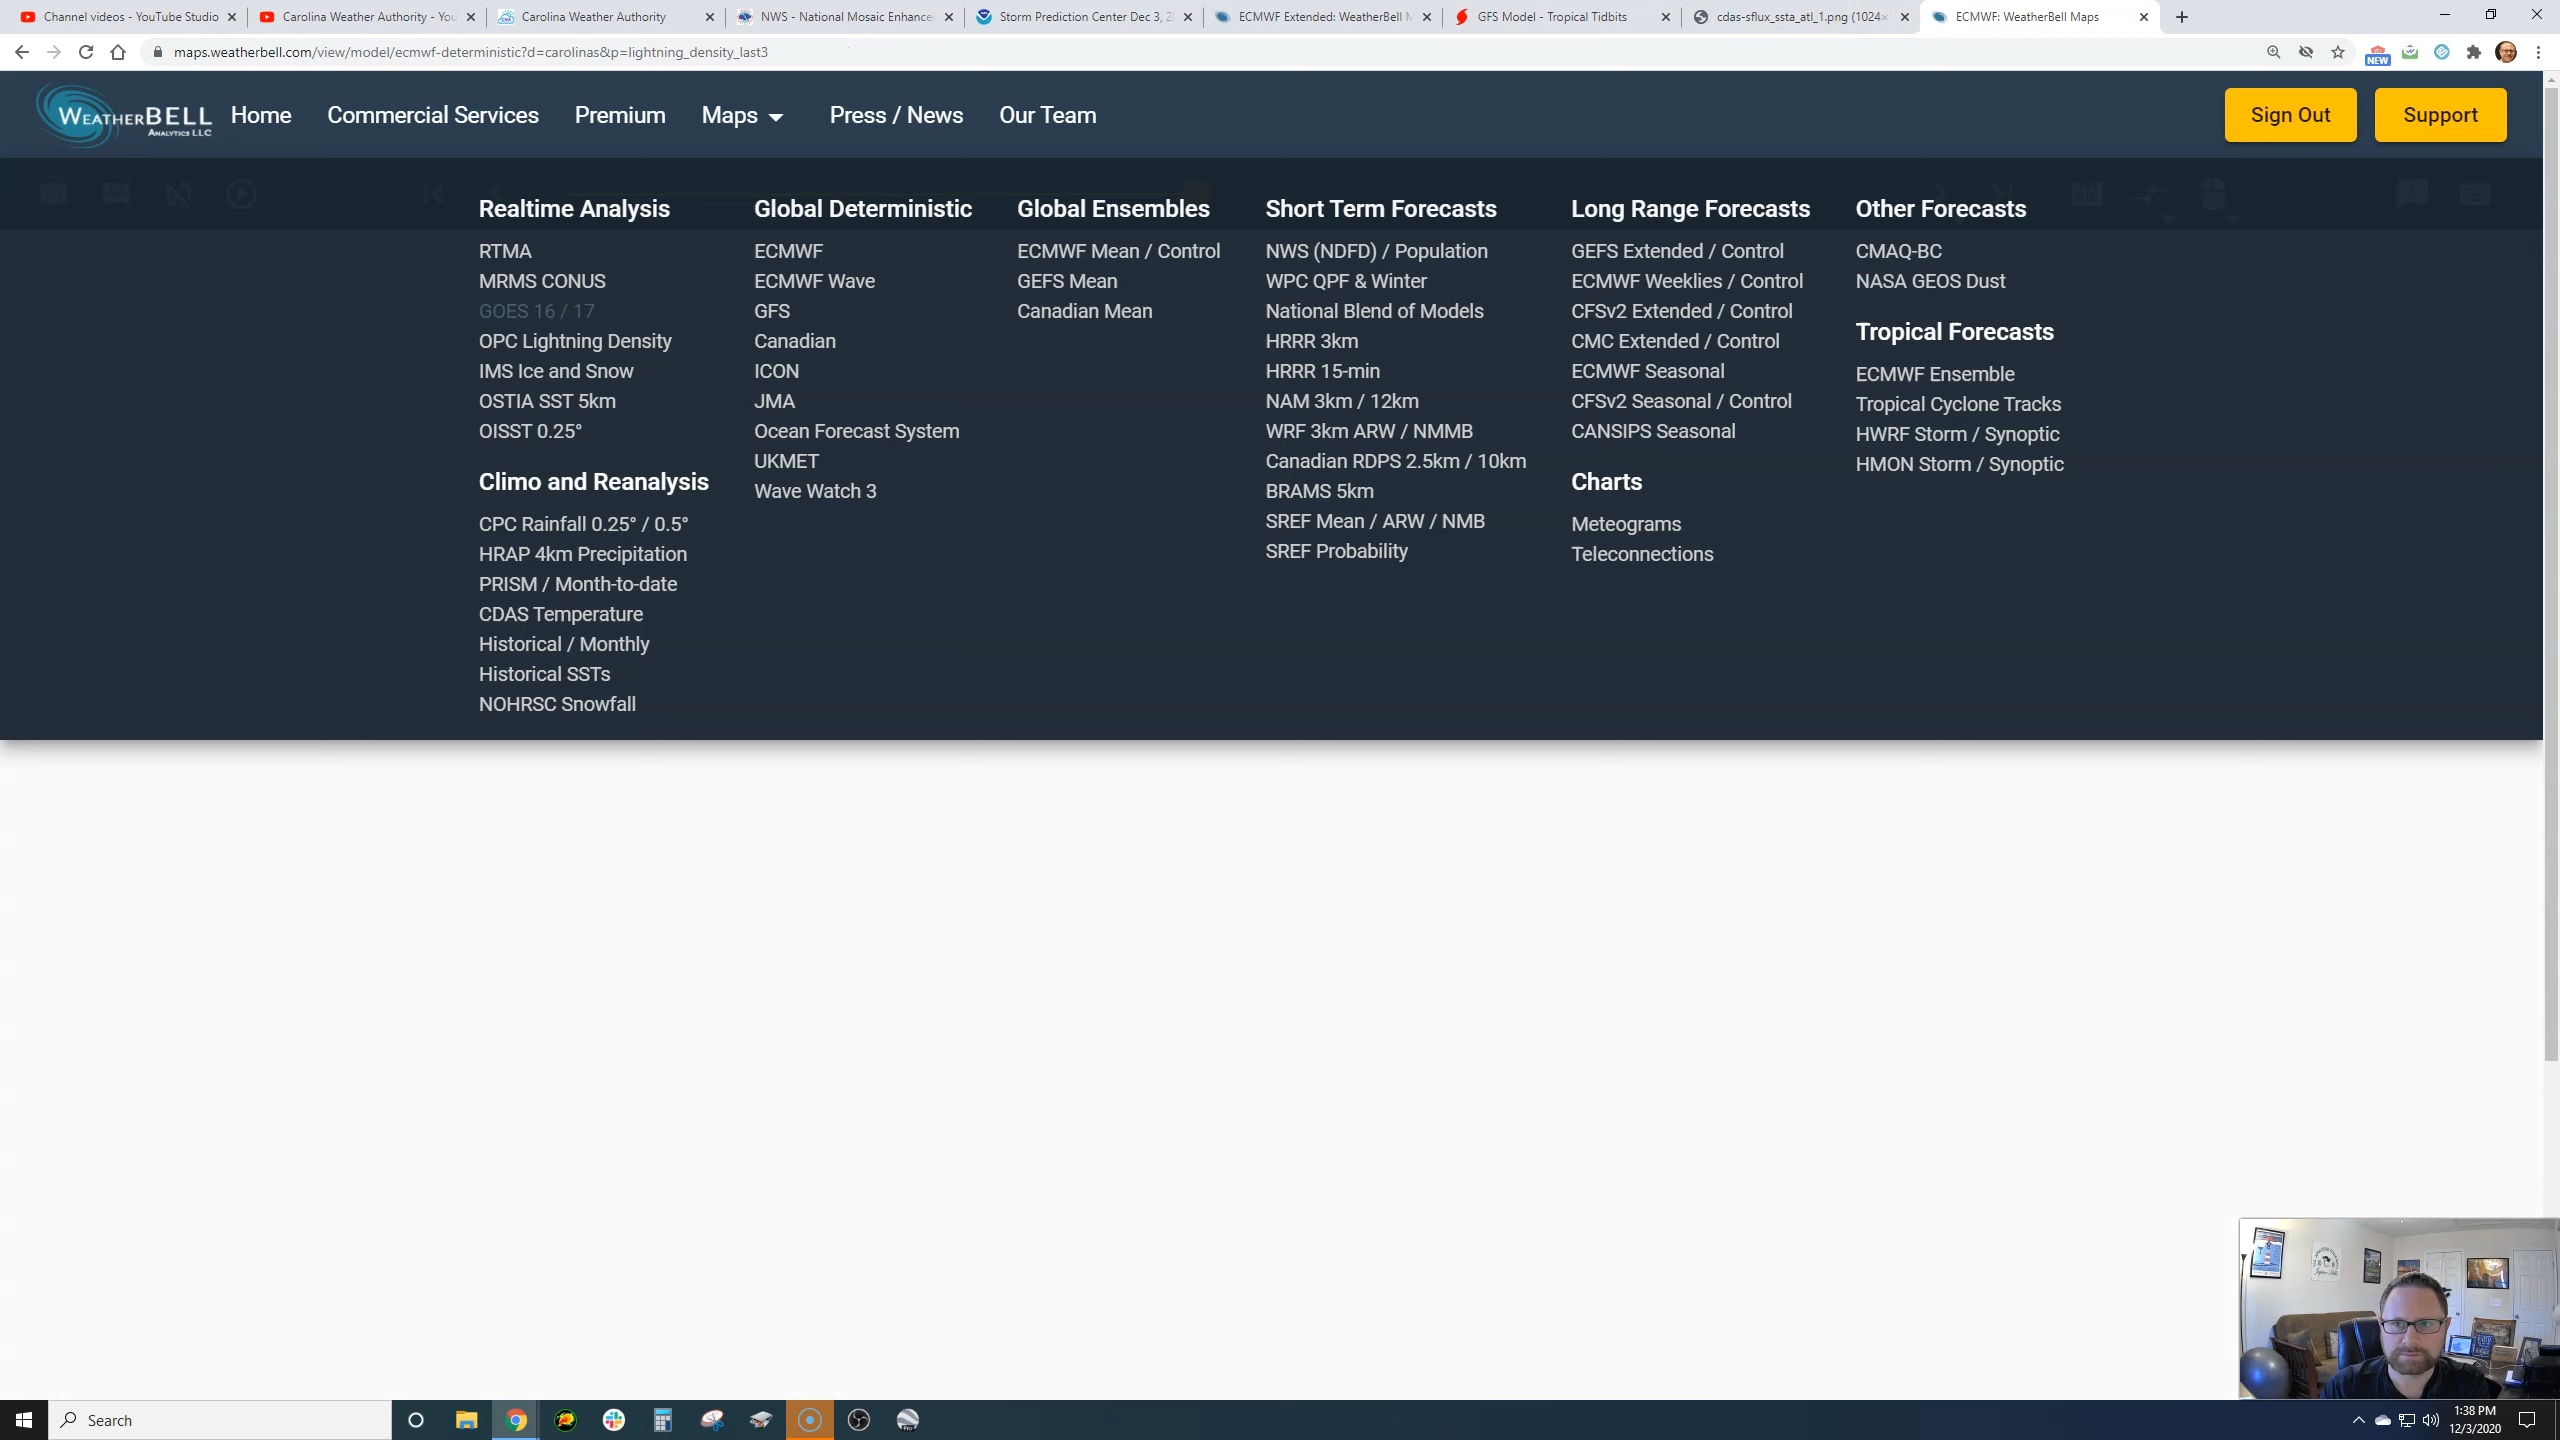 Channel videos - YouTube Studio
Carolina Weather Authority - You
Carolina Weather Authority
NWS - National Mosaic Enhance
Storm Prediction Center Dec 3, 2
ECMWF Extended: WeatherBell M
GFS Model - Tropical Tidbits
cdas-sflux_ssta_atl_1.png (1024×
ECMWF: WeatherBell Maps
maps.weatherbell.com/view/model/ecmwf-deterministic?d=carolinas&p=lightning_density_last3
NEW
WEATHERBELL
ANALYTICS LLC
Home
Commercial Services
Premium
Maps
Press / News
Our Team
Sign Out
Support
Realtime Analysis
RTMA
MRMS CONUS
GOES 16 / 17
OPC Lightning Density
IMS Ice and Snow
OSTIA SST 5km
OISST 0.25°
Climo and Reanalysis
CPC Rainfall 0.25° / 0.5°
HRAP 4km Precipitation
PRISM / Month-to-date
CDAS Temperature
Historical / Monthly
Historical SSTs
NOHRSC Snowfall
Global Deterministic
ECMWF
ECMWF Wave
GFS
Canadian
ICON
JMA
Ocean Forecast System
UKMET
Wave Watch 3
Global Ensembles
ECMWF Mean / Control
GEFS Mean
Canadian Mean
Short Term Forecasts
NWS (NDFD) / Population
WPC QPF & Winter
National Blend of Models
HRRR 3km
HRRR 15-min
NAM 3km / 12km
WRF 3km ARW / NMMB
Canadian RDPS 2.5km / 10km
BRAMS 5km
SREF Mean / ARW / NMB
SREF Probability
Long Range Forecasts
GEFS Extended / Control
ECMWF Weeklies / Control
CFSv2 Extended / Control
CMC Extended / Control
ECMWF Seasonal
CFSv2 Seasonal / Control
CANSIPS Seasonal
Charts
Meteograms
Teleconnections
Other Forecasts
CMAQ-BC
NASA GEOS Dust
Tropical Forecasts
ECMWF Ensemble
Tropical Cyclone Tracks
HWRF Storm / Synoptic
HMON Storm / Synoptic
Search
1:38 PM
12/3/2020